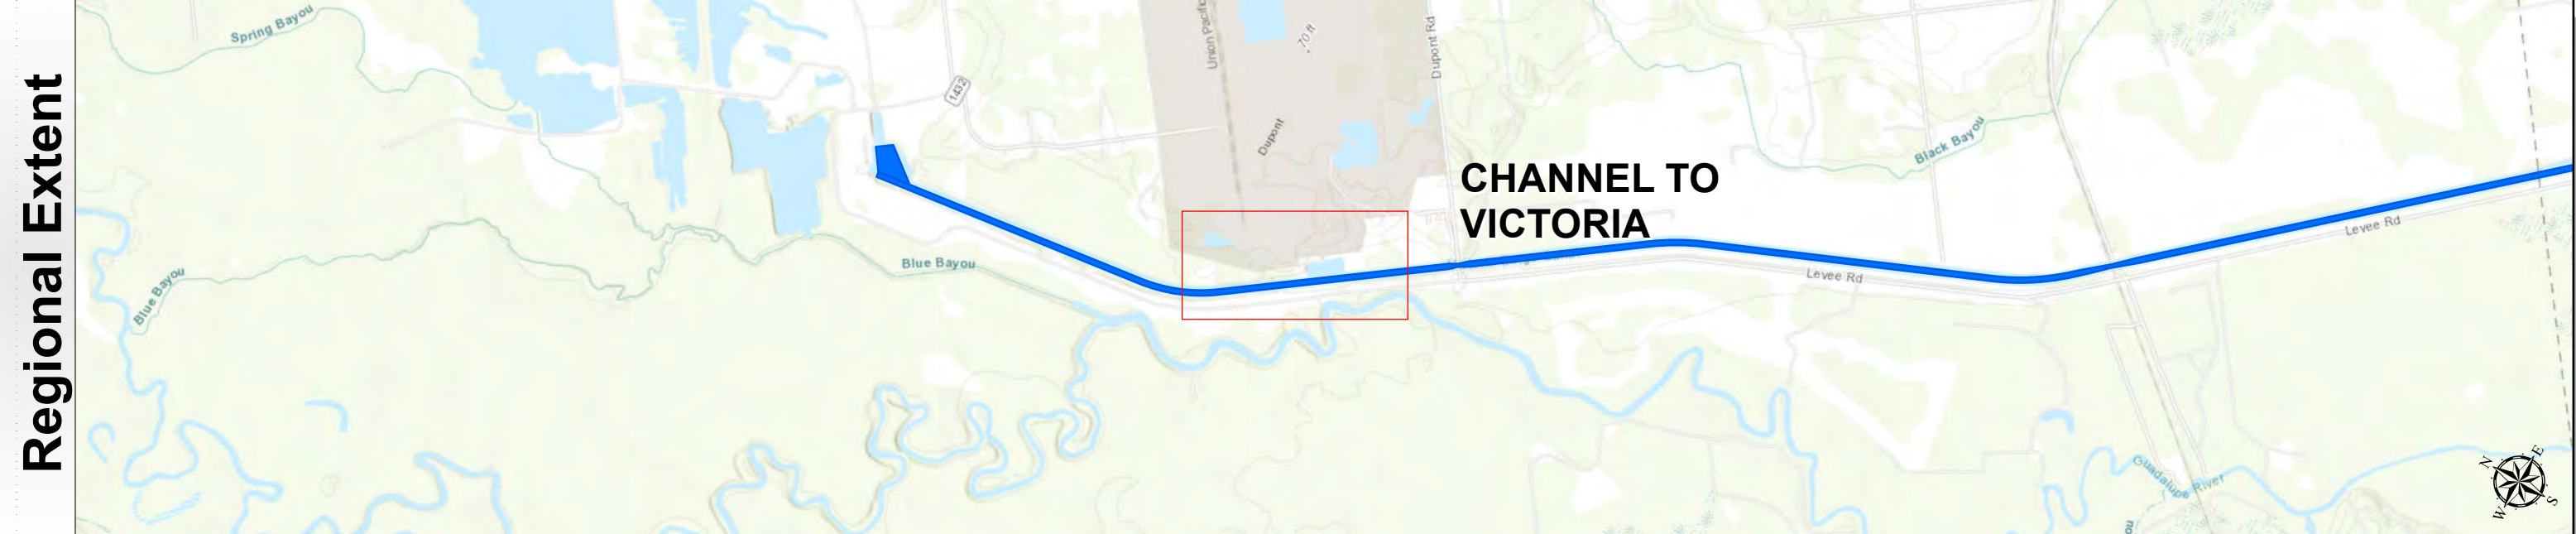 Regional Extent
Spring Bayou
Union Pacific
70 ft
Dupont Rd
1432
Dupont
Black Bayou
CHANNEL TO
VICTORIA
Levee Rd
Blue Bayou
Blue Bayou
Levee Rd
Guadalupe River
N
E
W
S